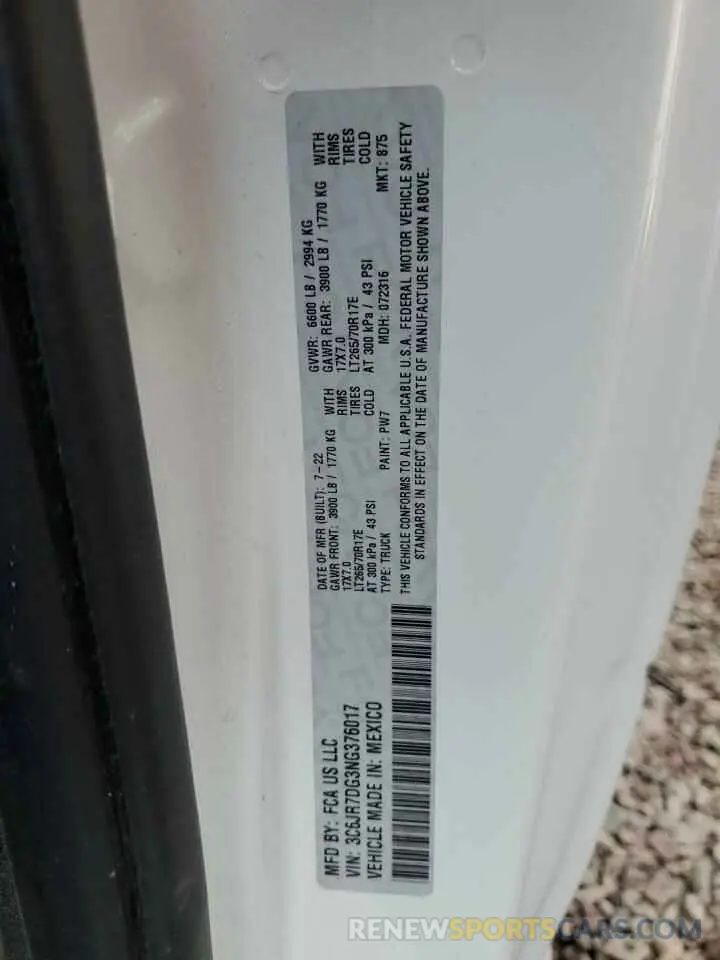 MFD BY: FCA US LLC
VIN: 3C6JR7DG3NG376017
VEHICLE MADE IN: MEXICO
DATE OF MFR (BUILT): 7-22
GAWR FRONT: 3900 LB / 1770 KG WITH
17X7.0 RIMS
LT265/70R17E TIRES
AT 300 kPa / 43 PSI COLD
TYPE: TRUCK PAINT: PW7
GVWR: 6600 LB / 2994 KG
GAWR REAR: 3900 LB / 1770 KG WITH
17X7.0 RIMS
LT265/70R17E TIRES
AT 300 kPa / 43 PSI COLD
MDH: 072316 MKT: 875
THIS VEHICLE CONFORMS TO ALL APPLICABLE U.S.A. FEDERAL MOTOR VEHICLE SAFETY
STANDARDS IN EFFECT ON THE DATE OF MANUFACTURE SHOWN ABOVE.
RENEWSPORTSCARS.COM